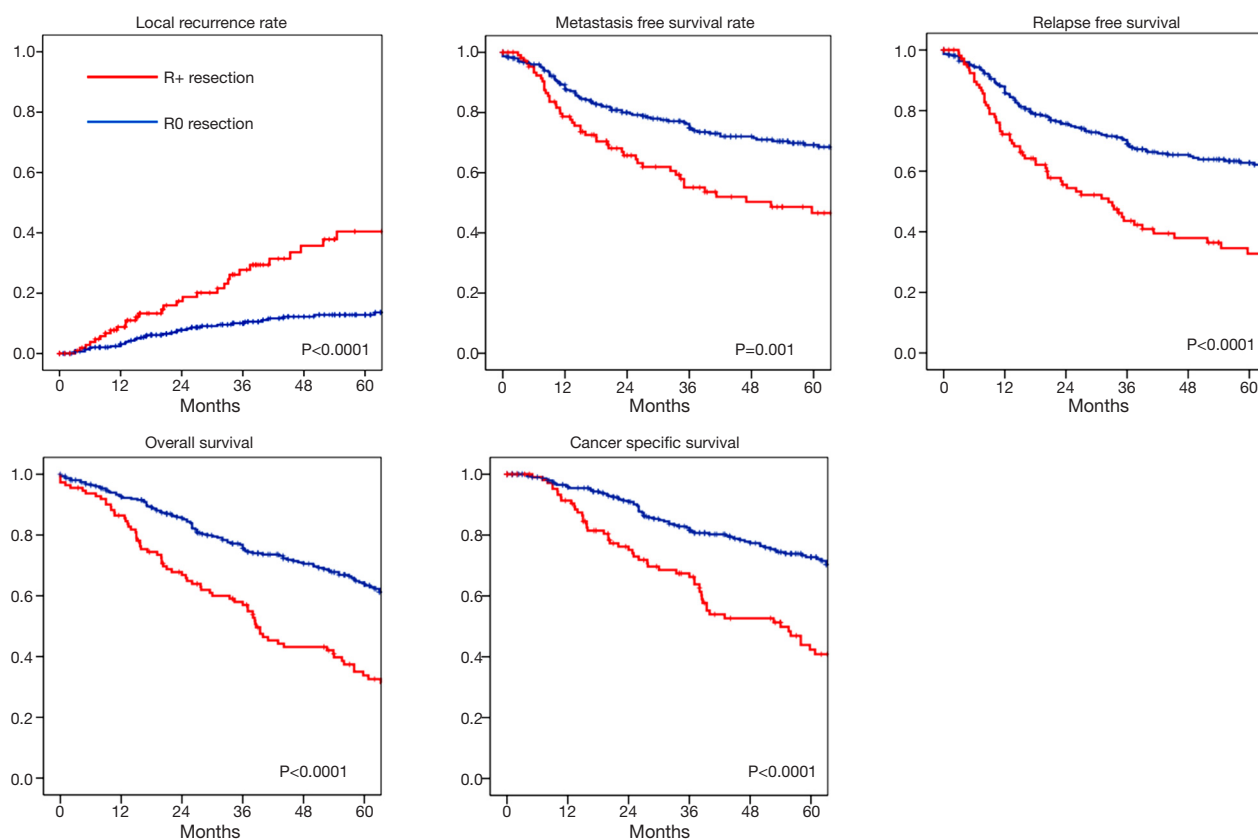 Local recurrence rate
1.0
0.8
0.6
0.4
0.2
0.0
R+ resection
R0 resection
P<0.0001
0 12 24 36 48 60
Months
Metastasis free survival rate
1.0
0.8
0.6
0.4
0.2
0.0
P=0.001
0 12 24 36 48 60
Months
Relapse free survival
1.0
0.8
0.6
0.4
0.2
0.0
P<0.0001
0 12 24 36 48 60
Months
Overall survival
1.0
0.8
0.6
0.4
0.2
0.0
P<0.0001
0 12 24 36 48 60
Months
Cancer specific survival
1.0
0.8
0.6
0.4
0.2
0.0
P<0.0001
0 12 24 36 48 60
Months